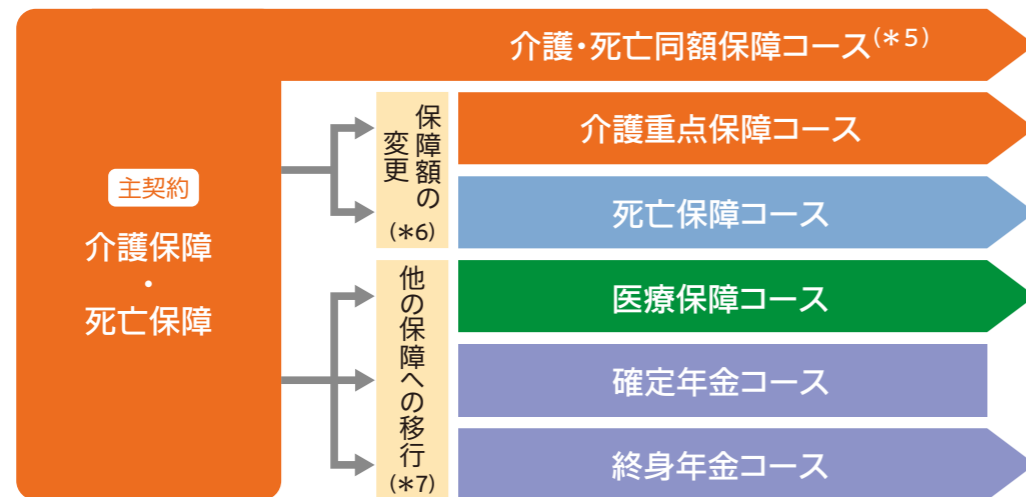 介護・死亡同額保障コース(*5)
主契約
介護保障
・
死亡保障
保障額の
変更
(*6)
介護重点保障コース
死亡保障コース
他の保障への移行
(*7)
医療保障コース
確定年金コース
終身年金コース